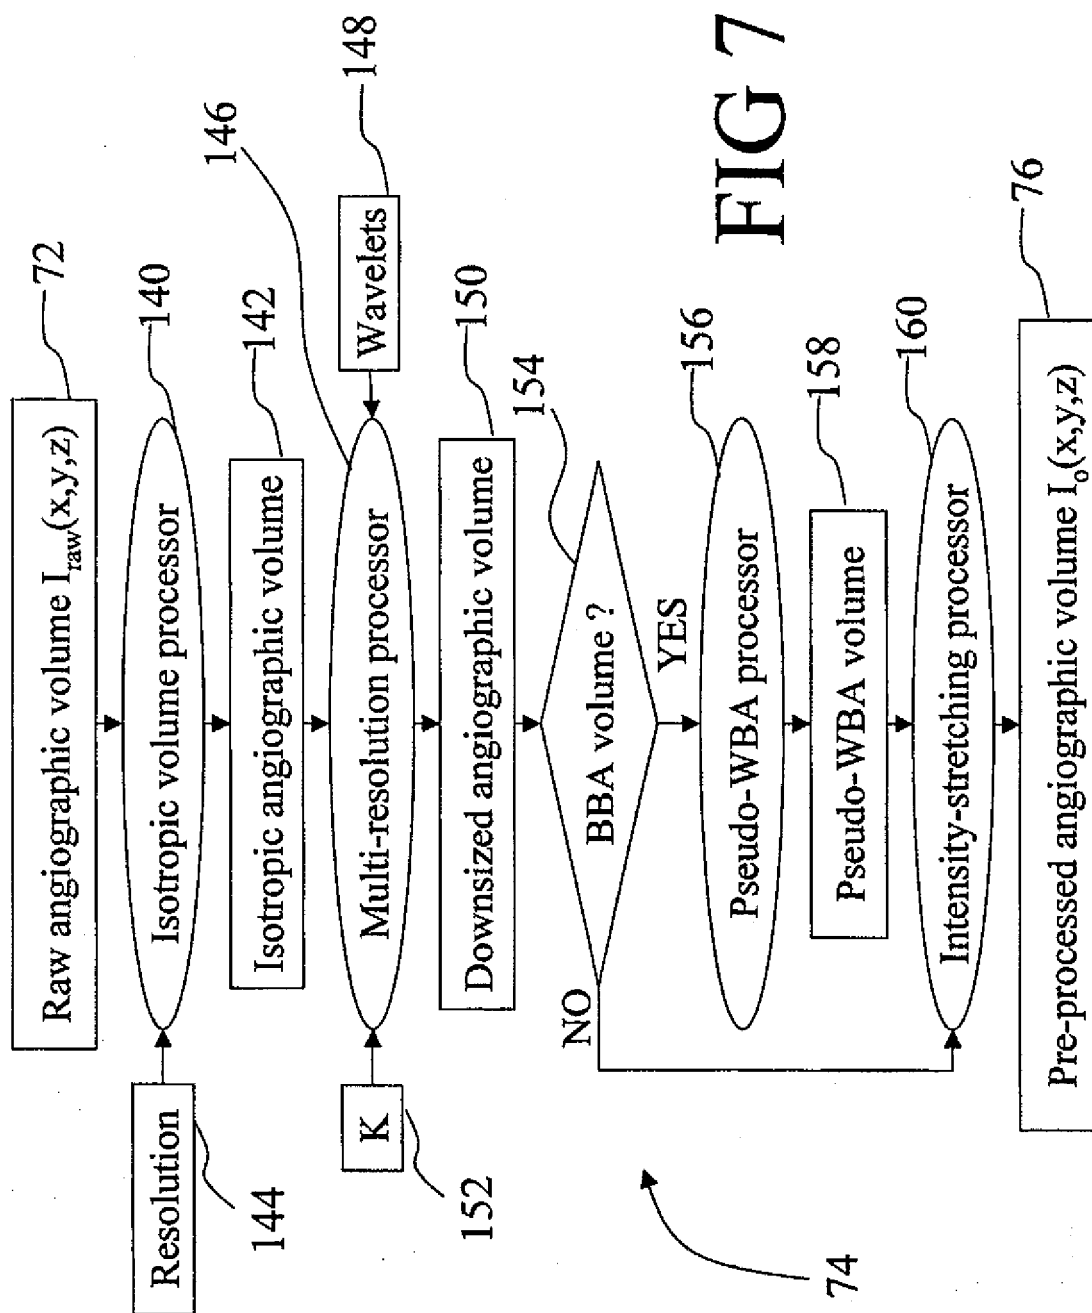 Raw angiographic volume Iraw(x,y,z)
72
Resolution
144
Isotropic volume processor
140
Isotropic angiographic volume
142
K
152
Multi-resolution processor
146
Wavelets
148
Downsized angiographic volume
150
BBA volume ?
154
NO
YES
Pseudo-WBA processor
156
Pseudo-WBA volume
158
Intensity-stretching processor
160
Pre-processed angiographic volume Io(x,y,z)
76
74
FIG 7